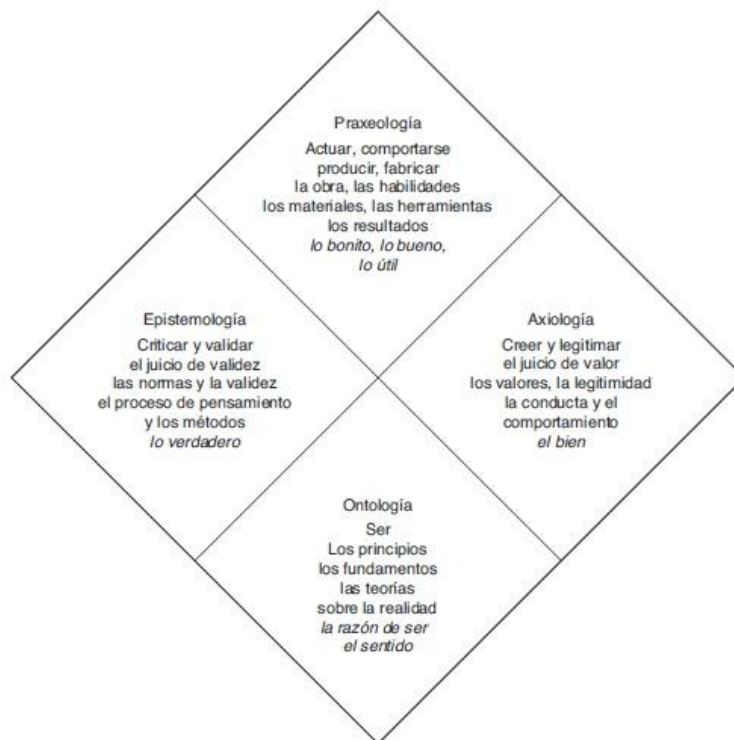 Praxeología
Actuar, comportarse
producir, fabricar
la obra, las habilidades
los materiales, las herramientas
los resultados
lo bonito, lo bueno,
lo útil
Epistemología
Criticar y validar
el juicio de validez
las normas y la validez
el proceso de pensamiento
y los métodos
lo verdadero
Axiología
Creer y legitimar
el juicio de valor
los valores, la legitimidad
la conducta y el
comportamiento
el bien
Ontología
Ser
Los principios
los fundamentos
las teorías
sobre la realidad
la razón de ser
el sentido